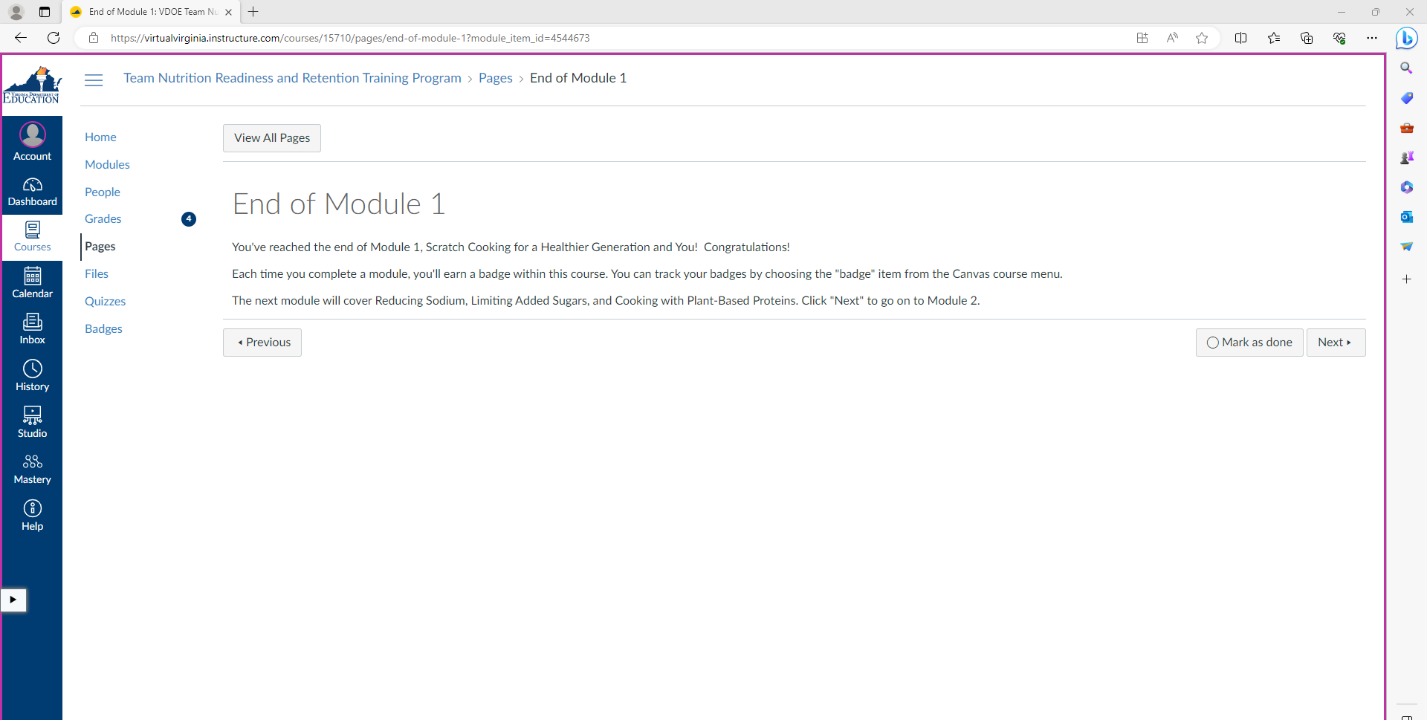 End of Module 1: VDOE Team Nu
https://virtualvirginia.instructure.com/courses/15710/pages/end-of-module-1?module_item_id=4544673
EDUCATION
Team Nutrition Readiness and Retention Training Program › Pages › End of Module 1
Account
Dashboard
Courses
Calendar
Inbox
History
Studio
Mastery
Help
Home
Modules
People
Grades 4
Pages
Files
Quizzes
Badges
View All Pages
End of Module 1
You've reached the end of Module 1, Scratch Cooking for a Healthier Generation and You! Congratulations!
Each time you complete a module, you'll earn a badge within this course. You can track your badges by choosing the "badge" item from the Canvas course menu.
The next module will cover Reducing Sodium, Limiting Added Sugars, and Cooking with Plant-Based Proteins. Click "Next" to go on to Module 2.
Previous
Mark as done
Next